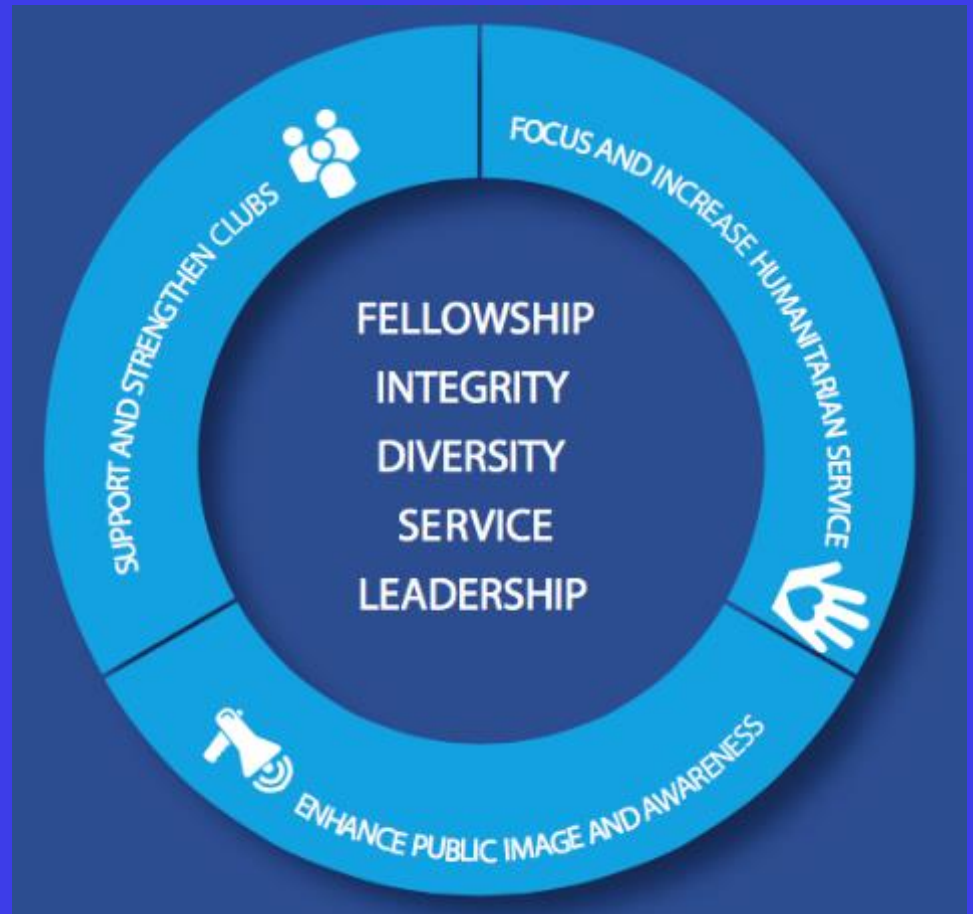 SUPPORT AND STRENGTHEN CLUBS
FOCUS AND INCREASE HUMANITARIAN SERVICE
FELLOWSHIP
INTEGRITY
DIVERSITY
SERVICE
LEADERSHIP
ENHANCE PUBLIC IMAGE AND AWARENESS